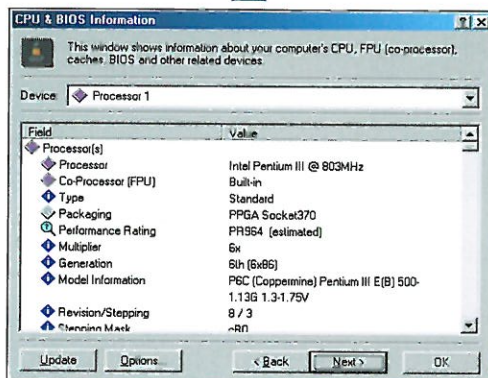 CPU & BIOS Information
This window shows information about your computer's CPU, FPU (co-processor),
caches, BIOS and other related devices.
Device: Processor 1
Field Value
Processor(s)
Processor Intel Pentium III @ 803MHz
Co-Processor (FPU) Built-in
Type Standard
Packaging PPGA Socket370
Performance Rating PR964 (estimated)
Multiplier 6x
Generation 6th (6x86)
Model Information P6C (Coppermine) Pentium III E(B) 500-
1.13G 1.3-1.75V
Revision/Stepping 8 / 3
Stepping Mask cB0
Update Options < Back Next > OK